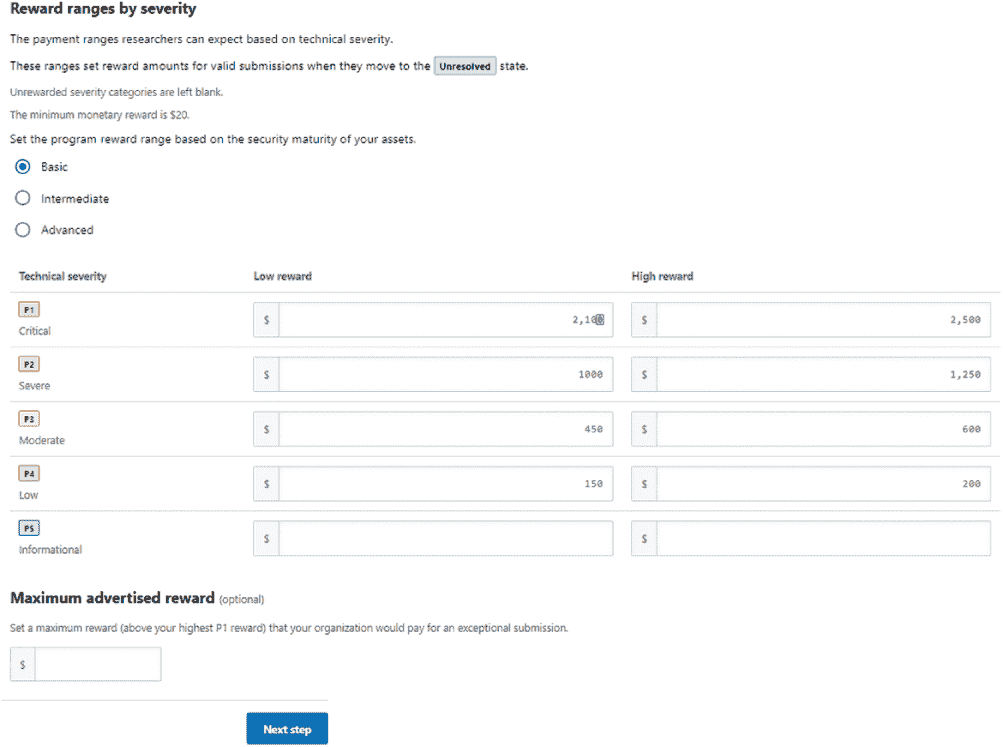 Reward ranges by severity
The payment ranges researchers can expect based on technical severity.
These ranges set reward amounts for valid submissions when they move to the Unresolved state.
Unrewarded severity categories are left blank.
The minimum monetary reward is $20.
Set the program reward range based on the security maturity of your assets.
Basic
Intermediate
Advanced
Technical severity Low reward High reward
P1
Critical $ 2,100 $ 2,500
P2
Severe $ 1000 $ 1,250
P3
Moderate $ 450 $ 600
P4
Low $ 150 $ 200
P5
Informational $ $
Maximum advertised reward (optional)
Set a maximum reward (above your highest P1 reward) that your organization would pay for an exceptional submission.
$
Next step